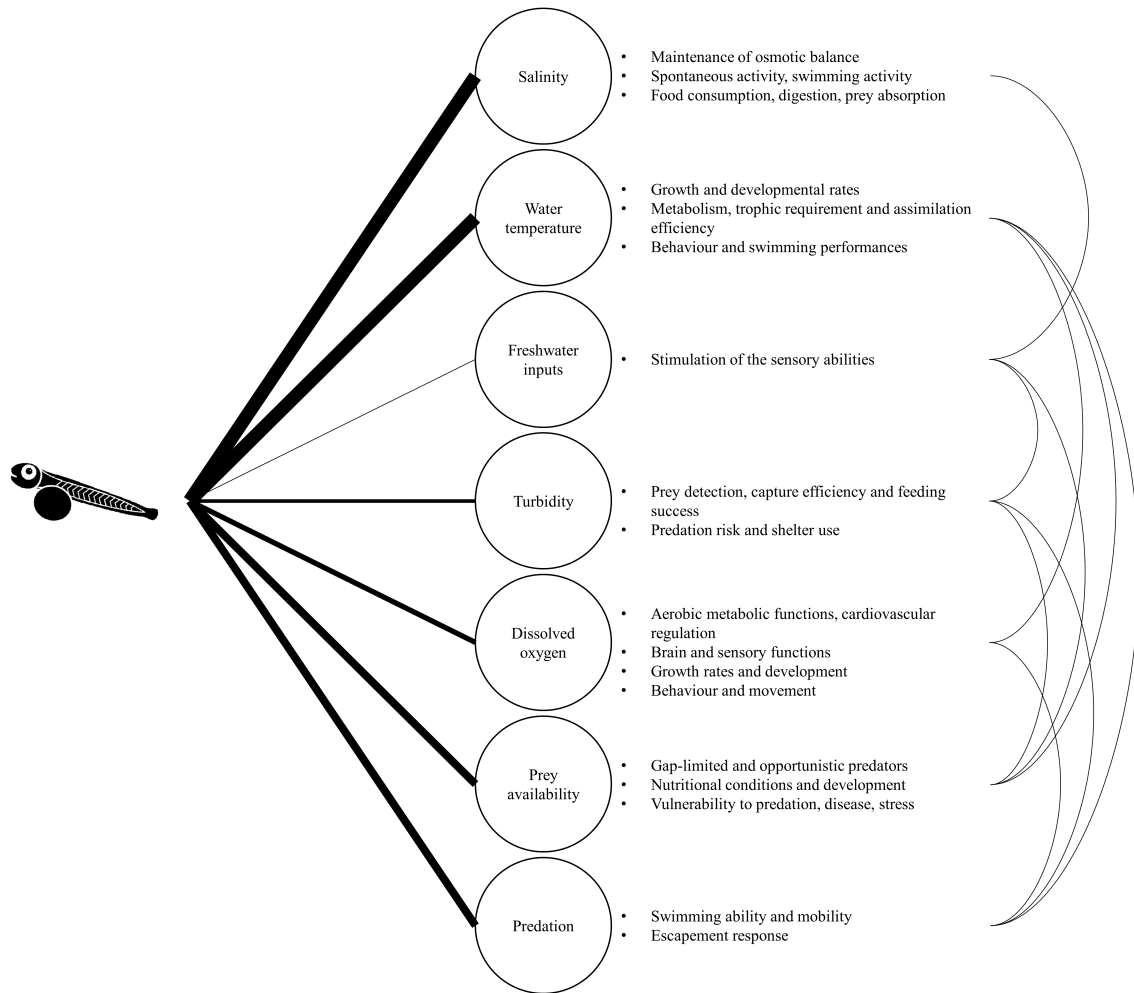 Salinity
• Maintenance of osmotic balance
• Spontaneous activity, swimming activity
• Food consumption, digestion, prey absorption
Water
temperature
• Growth and developmental rates
• Metabolism, trophic requirement and assimilation
efficiency
• Behaviour and swimming performances
Freshwater
inputs
• Stimulation of the sensory abilities
Turbidity
• Prey detection, capture efficiency and feeding
success
• Predation risk and shelter use
Dissolved
oxygen
• Aerobic metabolic functions, cardiovascular
regulation
• Brain and sensory functions
• Growth rates and development
• Behaviour and movement
Prey
availability
• Gap-limited and opportunistic predators
• Nutritional conditions and development
• Vulnerability to predation, disease, stress
Predation
• Swimming ability and mobility
• Escapement response